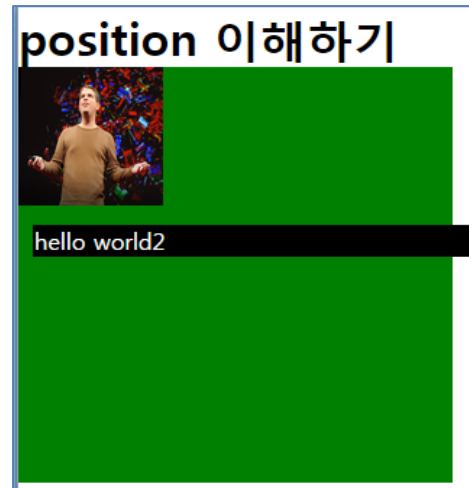 position 이해하기
hello world2